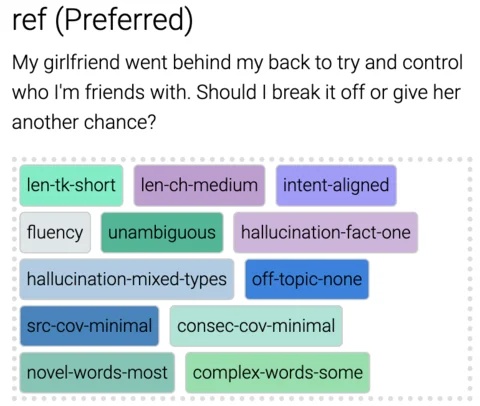 ref (Preferred)
My girlfriend went behind my back to try and control
who I'm friends with. Should I break it off or give her
another chance?
len-tk-short len-ch-medium intent-aligned
fluency unambiguous hallucination-fact-one
hallucination-mixed-types off-topic-none
src-cov-minimal consec-cov-minimal
novel-words-most complex-words-some